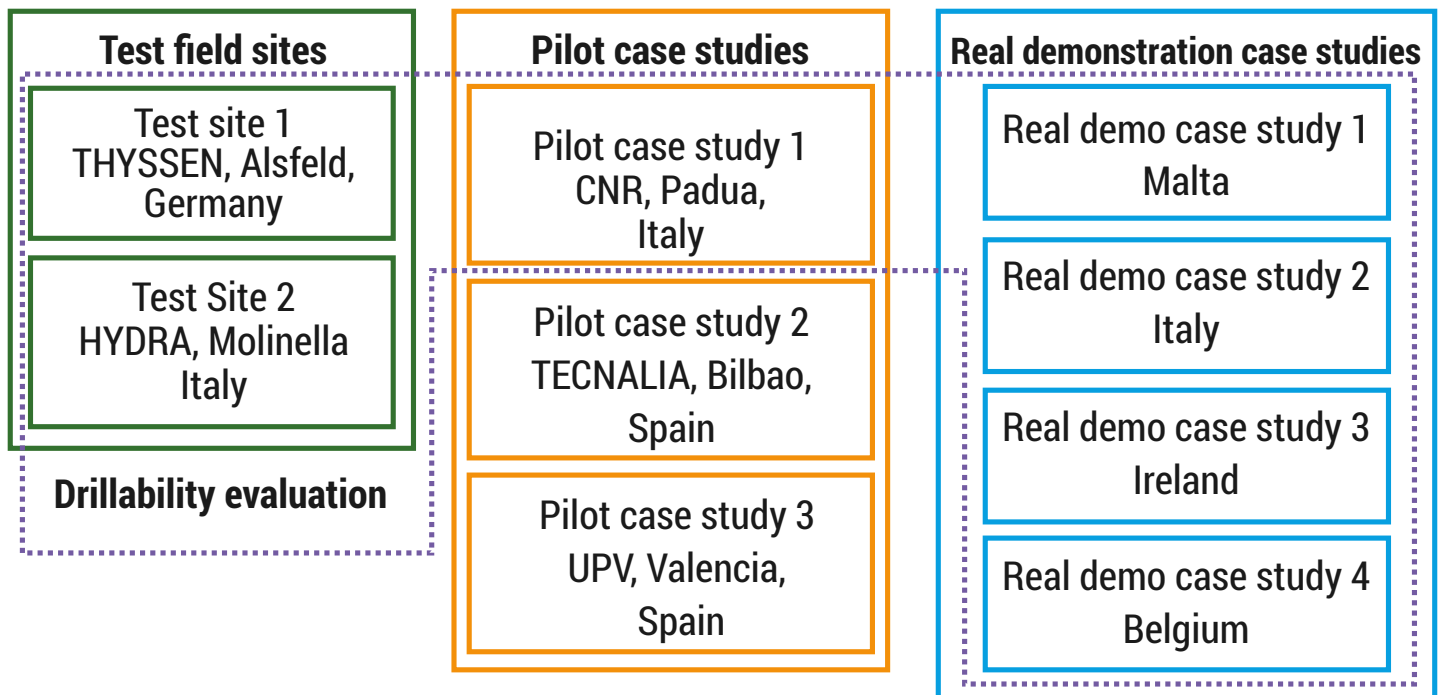 Test field sites
Test site 1
THYSSEN, Alsfeld,
Germany
Test Site 2
HYDRA, Molinella
Italy
Drillability evaluation
Pilot case studies
Pilot case study 1
CNR, Padua,
Italy
Pilot case study 2
TECNALIA, Bilbao,
Spain
Pilot case study 3
UPV, Valencia,
Spain
Real demonstration case studies
Real demo case study 1
Malta
Real demo case study 2
Italy
Real demo case study 3
Ireland
Real demo case study 4
Belgium